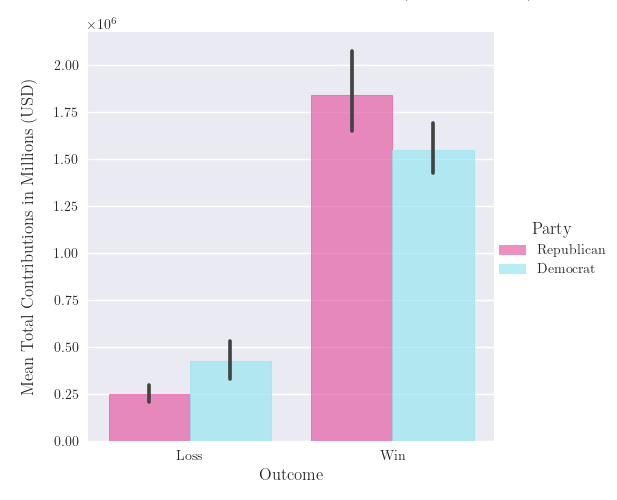 ×10⁶
2.00
1.75
1.50
1.25
1.00
0.75
0.50
0.25
0.00
Mean Total Contributions in Millions (USD)
Loss
Win
Outcome
Party
Republican
Democrat